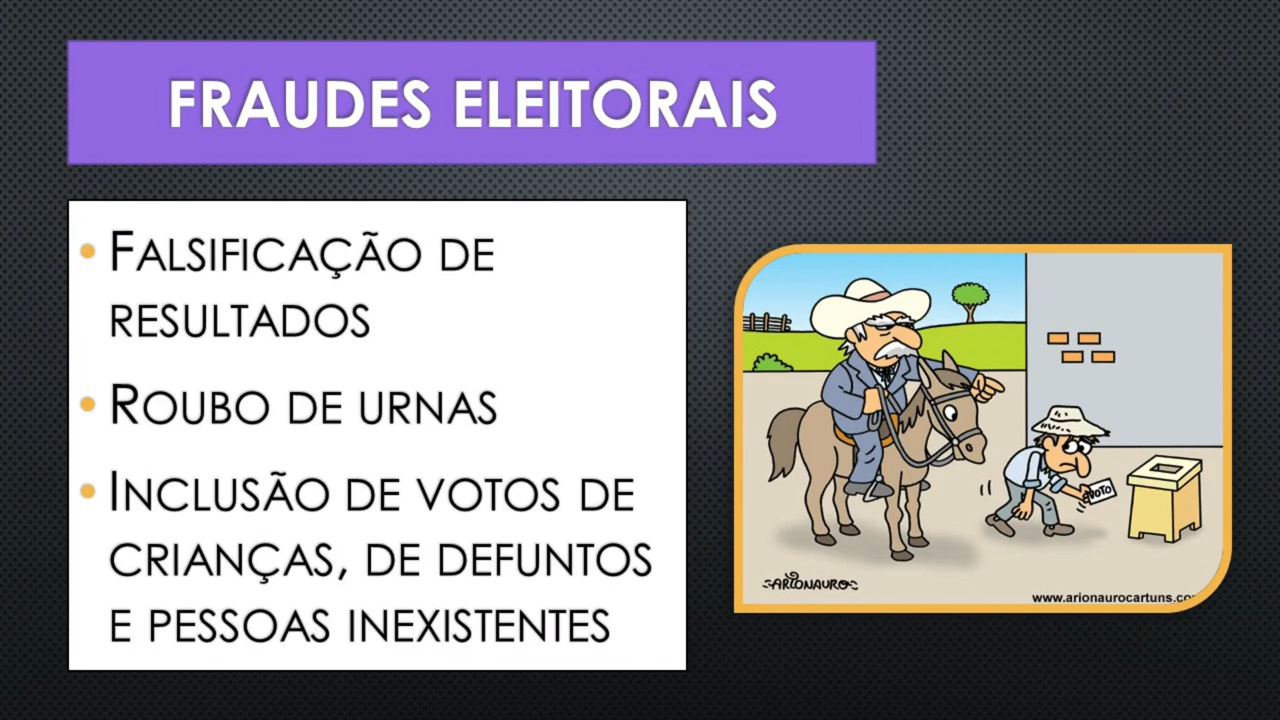 FRAUDES ELEITORAIS
• FALSIFICAÇÃO DE
RESULTADOS
• ROUBO DE URNAS
• INCLUSÃO DE VOTOS DE
CRIANÇAS, DE DEFUNTOS
E PESSOAS INEXISTENTES
VOTO
ARIONAURO
www.arionaurocartuns.co